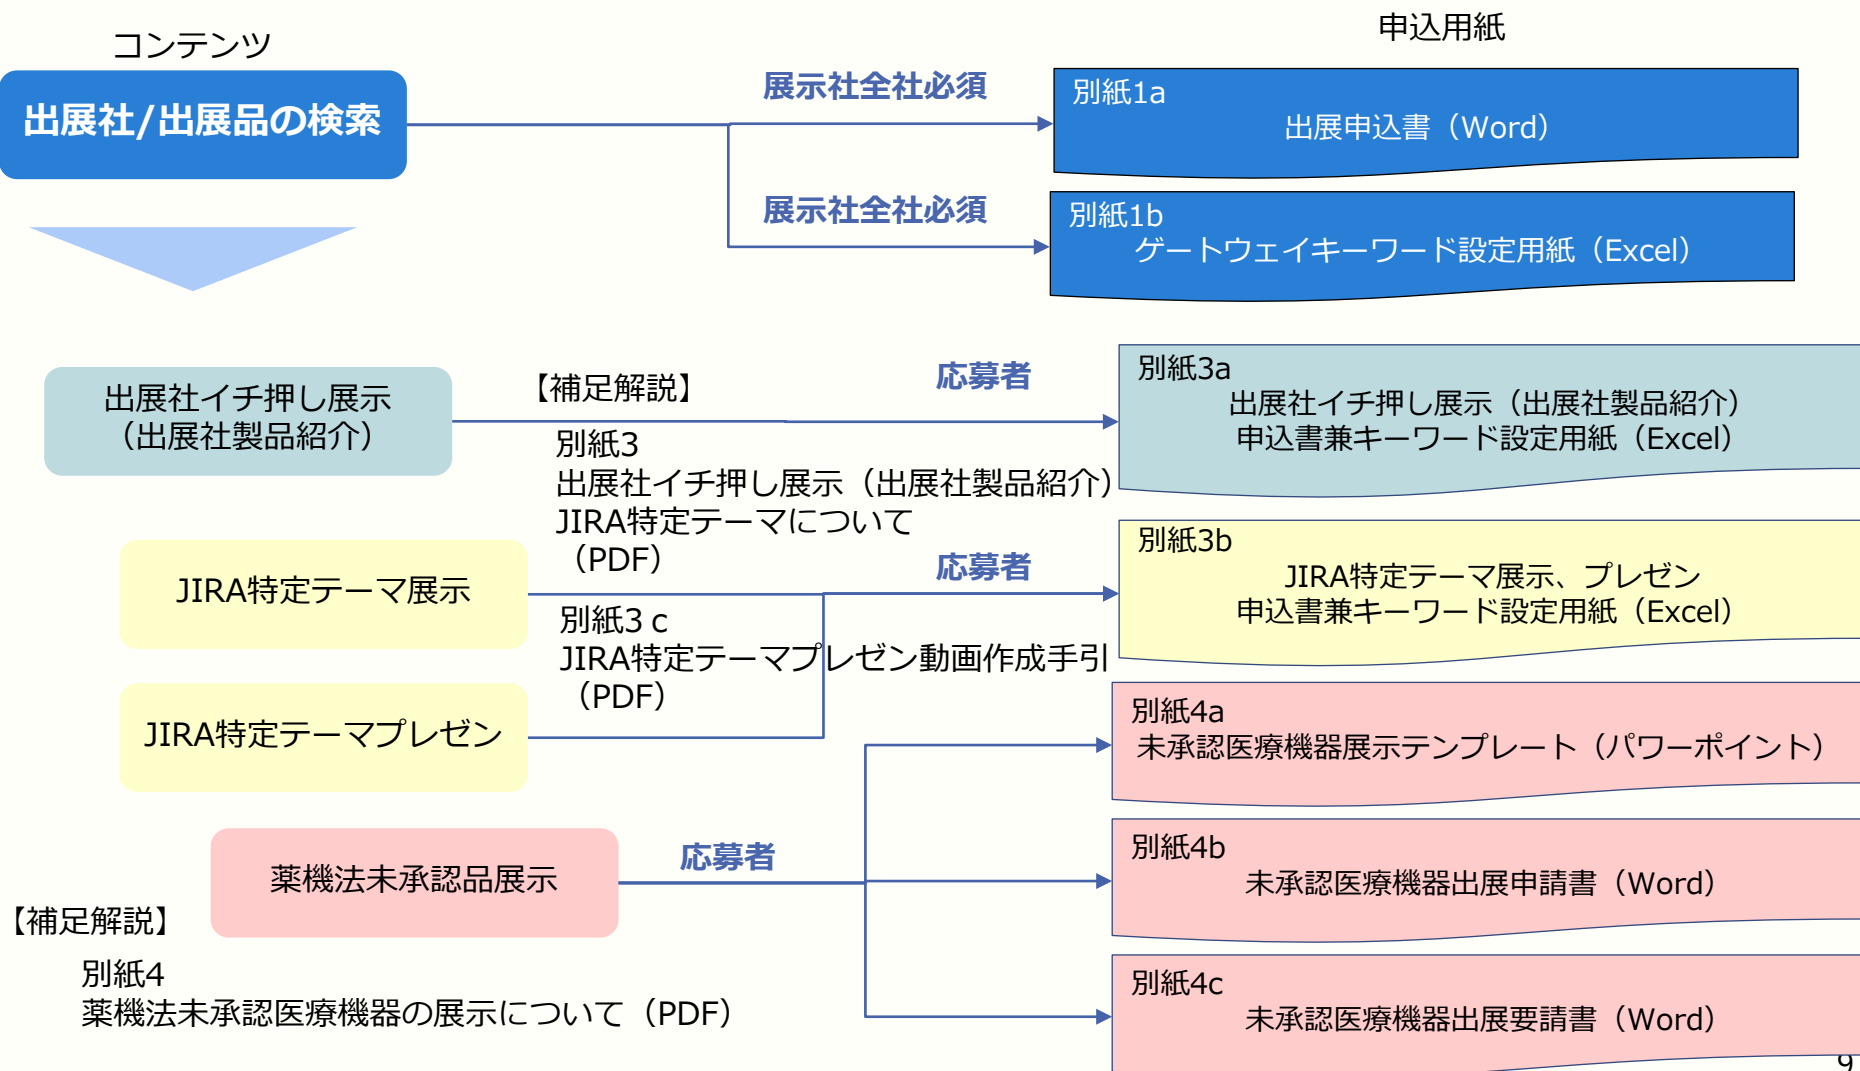 コンテンツ
申込用紙
出展社/出展品の検索
展示社全社必須
別紙1a
出展申込書（Word）
展示社全社必須
別紙1b
ゲートウェイキーワード設定用紙（Excel）
出展社イチ押し展示
（出展社製品紹介）
【補足解説】
応募者
別紙3a
出展社イチ押し展示（出展社製品紹介）
申込書兼キーワード設定用紙（Excel）
別紙3
出展社イチ押し展示（出展社製品紹介）
JIRA特定テーマについて
（PDF）
JIRA特定テーマ展示
応募者
別紙3b
JIRA特定テーマ展示、プレゼン
申込書兼キーワード設定用紙（Excel）
別紙3ｃ
JIRA特定テーマプレゼン動画作成手引
（PDF）
JIRA特定テーマプレゼン
別紙4a
未承認医療機器展示テンプレート（パワーポイント）
薬機法未承認品展示
応募者
別紙4b
未承認医療機器出展申請書（Word）
【補足解説】
別紙4
薬機法未承認医療機器の展示について（PDF）
別紙4c
未承認医療機器出展要請書（Word）
9